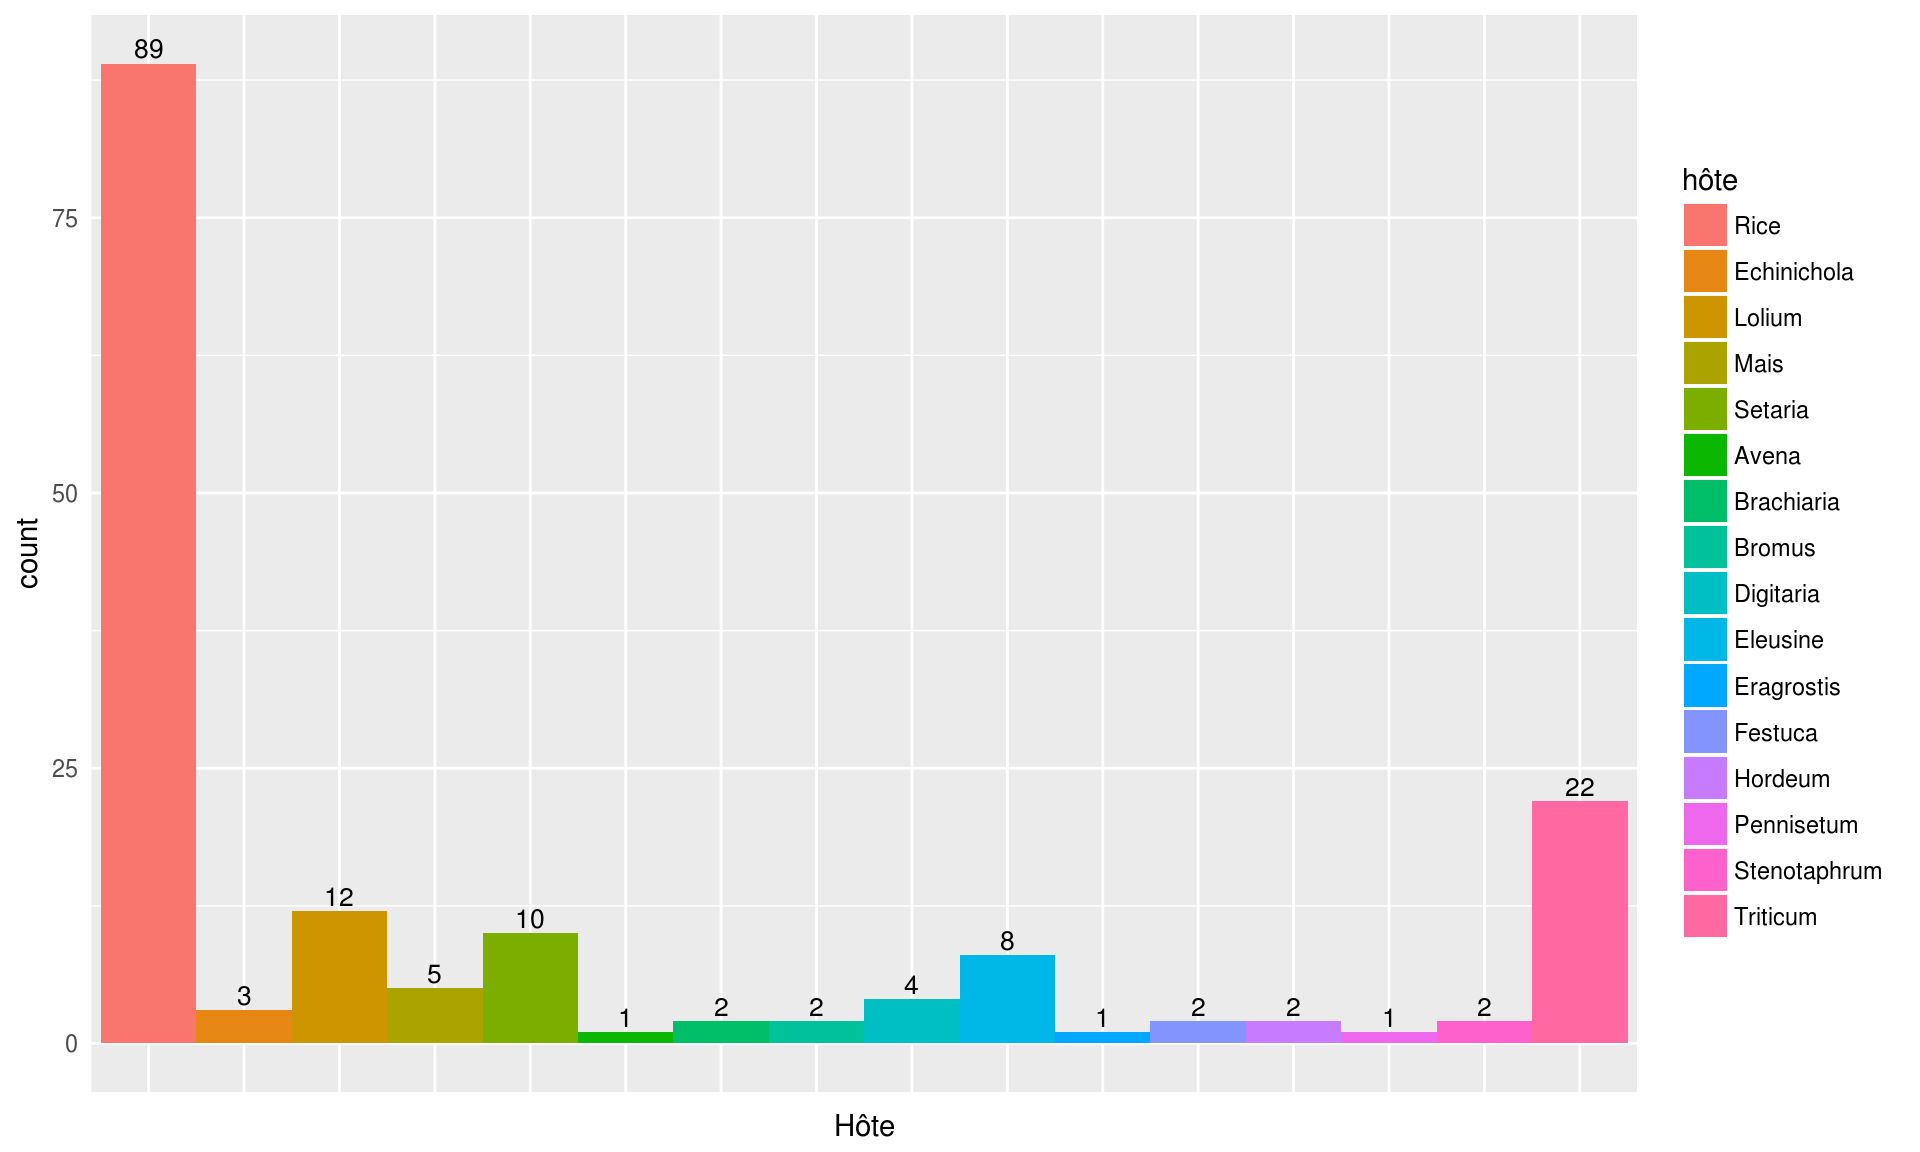 89
75
50
25
0
count
3
12
5
10
1
2
2
4
8
1
2
2
1
2
22
Hôte
hôte
Rice
Echinichola
Lolium
Mais
Setaria
Avena
Brachiaria
Bromus
Digitaria
Eleusine
Eragrostis
Festuca
Hordeum
Pennisetum
Stenotaphrum
Triticum